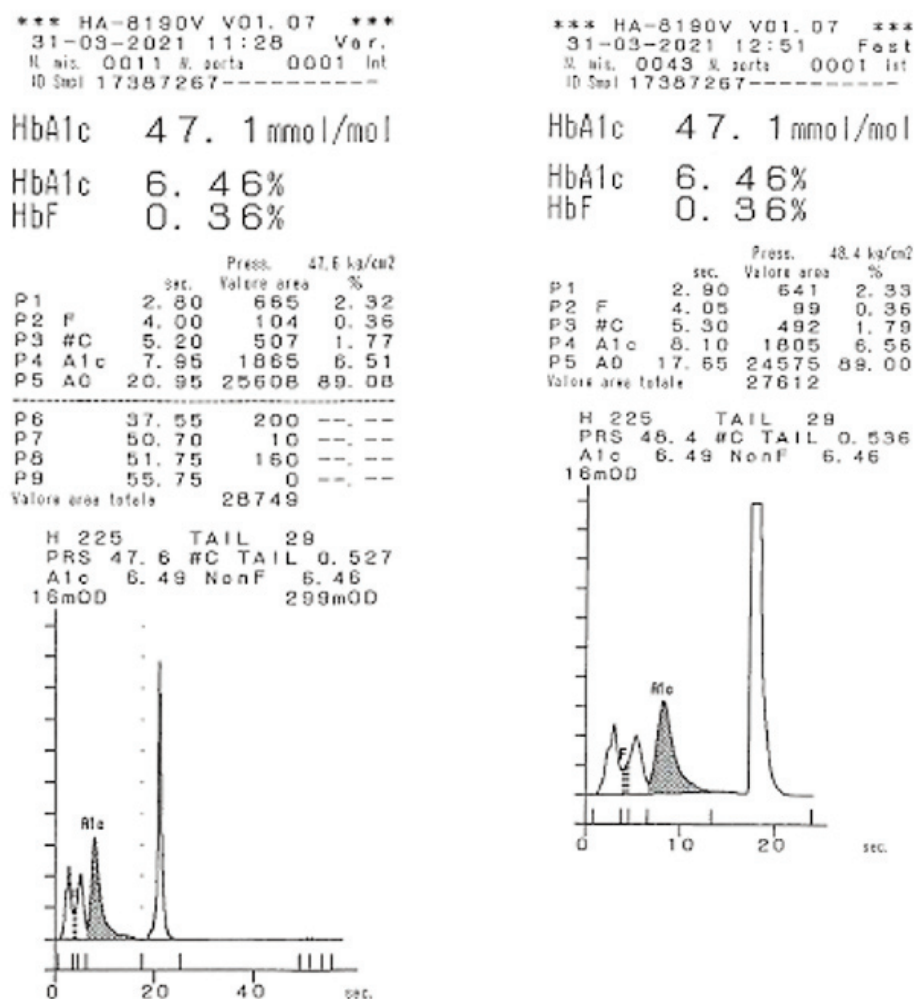 *** HA-8190V V01.07 ***
31-03-2021 11:28 Var.
N. mis. 0011 N. porta 0001 Int
ID Smpl 17387267-----------
HbA1c 47.1mmol/mol
HbA1c 6.46%
HbF 0.36%
Press. 47.6 kg/cm2
sec. Valore area %
P1 2.80 665 2.32
P2 F 4.00 104 0.36
P3 #C 5.20 507 1.77
P4 A1c 7.95 1865 6.51
P5 A0 20.95 25608 89.08
P6 37.55 200 --.--
P7 50.70 10 --.--
P8 51.75 160 --.--
P9 55.75 0 --.--
Valore area totale 28749
H 225 TAIL 29
PRS 47.6 #C TAIL 0.527
A1c 6.49 NonF 6.46
16mOD 299mOD
A1c
0 20 40 sec.
*** HA-8190V V01.07 ***
31-03-2021 12:51 Fast
N. mis. 0043 N. porta 0001 Int
ID Smpl 17387267-----------
HbA1c 47.1mmol/mol
HbA1c 6.46%
HbF 0.36%
Press. 48.4 kg/cm2
sec. Valore area %
P1 2.90 641 2.33
P2 F 4.05 99 0.36
P3 #C 5.30 492 1.79
P4 A1c 8.10 1805 6.56
P5 A0 17.65 24575 89.00
Valore area totale 27612
H 225 TAIL 29
PRS 48.4 #C TAIL 0.536
A1c 6.49 NonF 6.46
16mOD
A1c
F
0 10 20 sec.